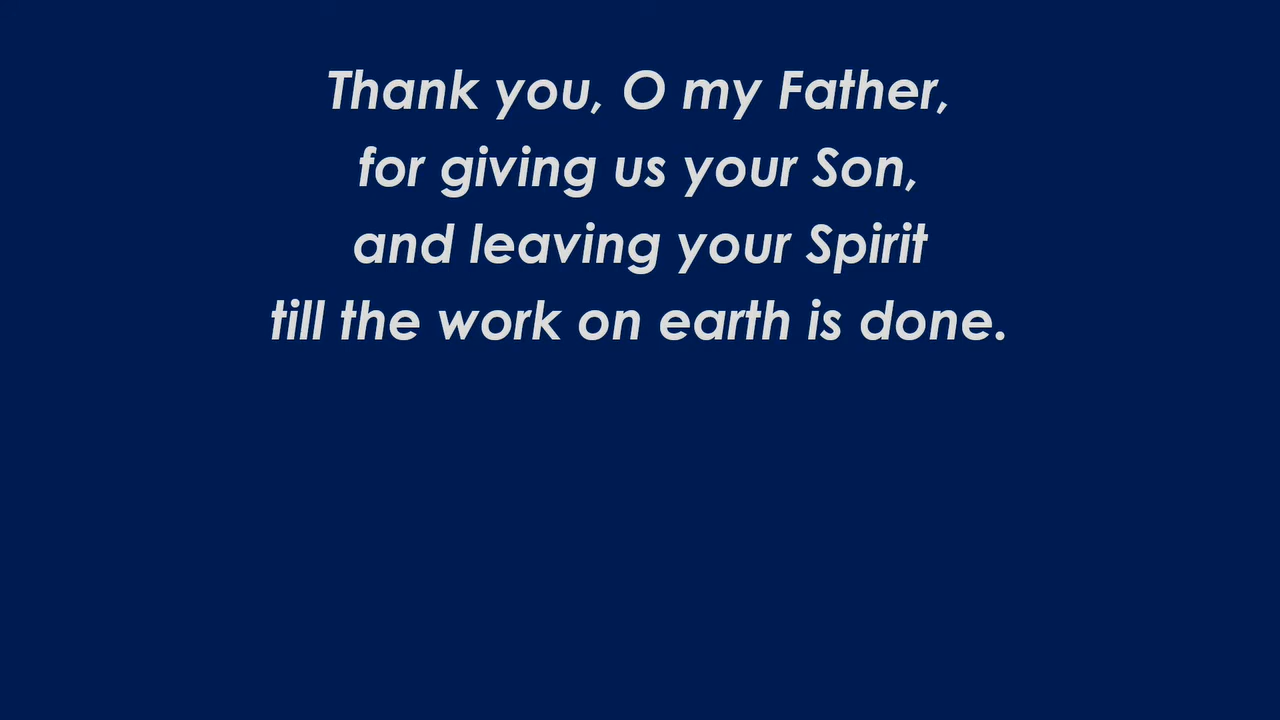 Thank you, O my Father,
for giving us your Son,
and leaving your Spirit
till the work on earth is done.